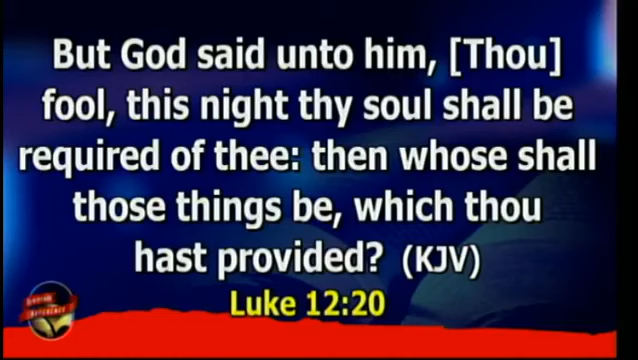 But God said unto him, [Thou]
fool, this night thy soul shall be
required of thee: then whose shall
those things be, which thou
hast provided? (KJV)
Luke 12:20